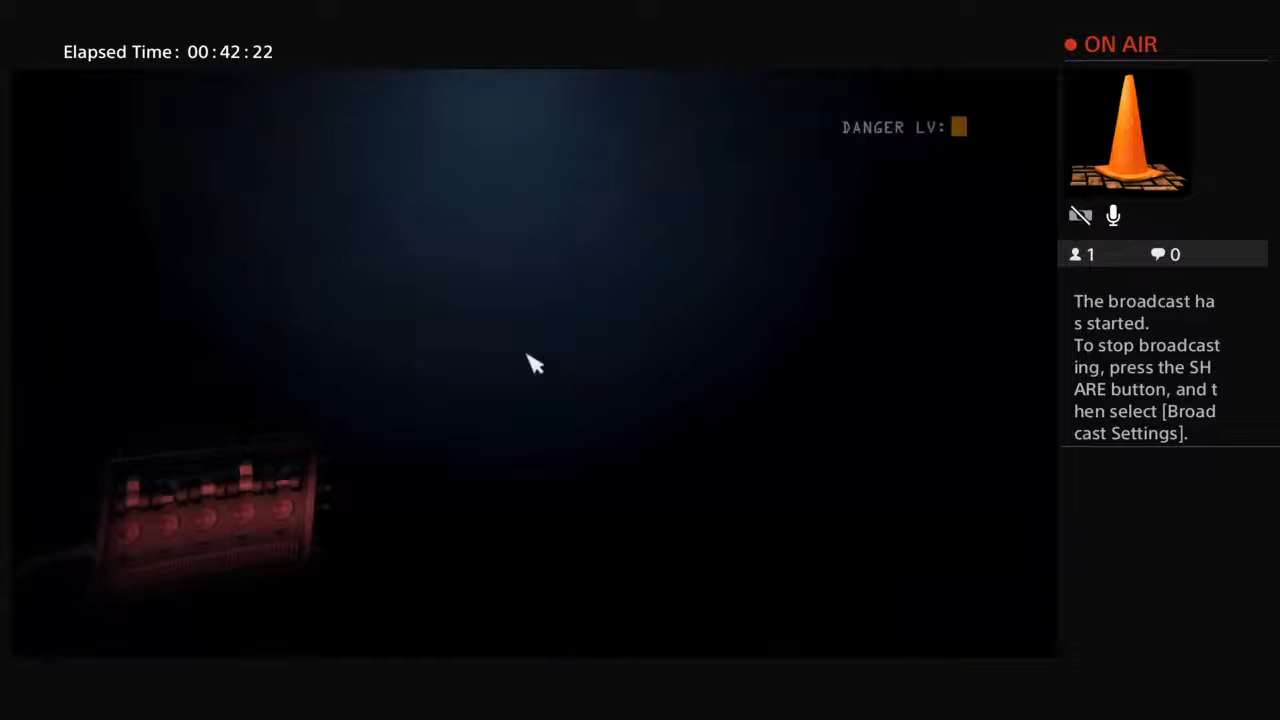 Elapsed Time: 00:42:22
ON AIR
DANGER LV:
1 0
The broadcast ha
s started.
To stop broadcast
ing, press the SH
ARE button, and t
hen select [Broad
cast Settings].